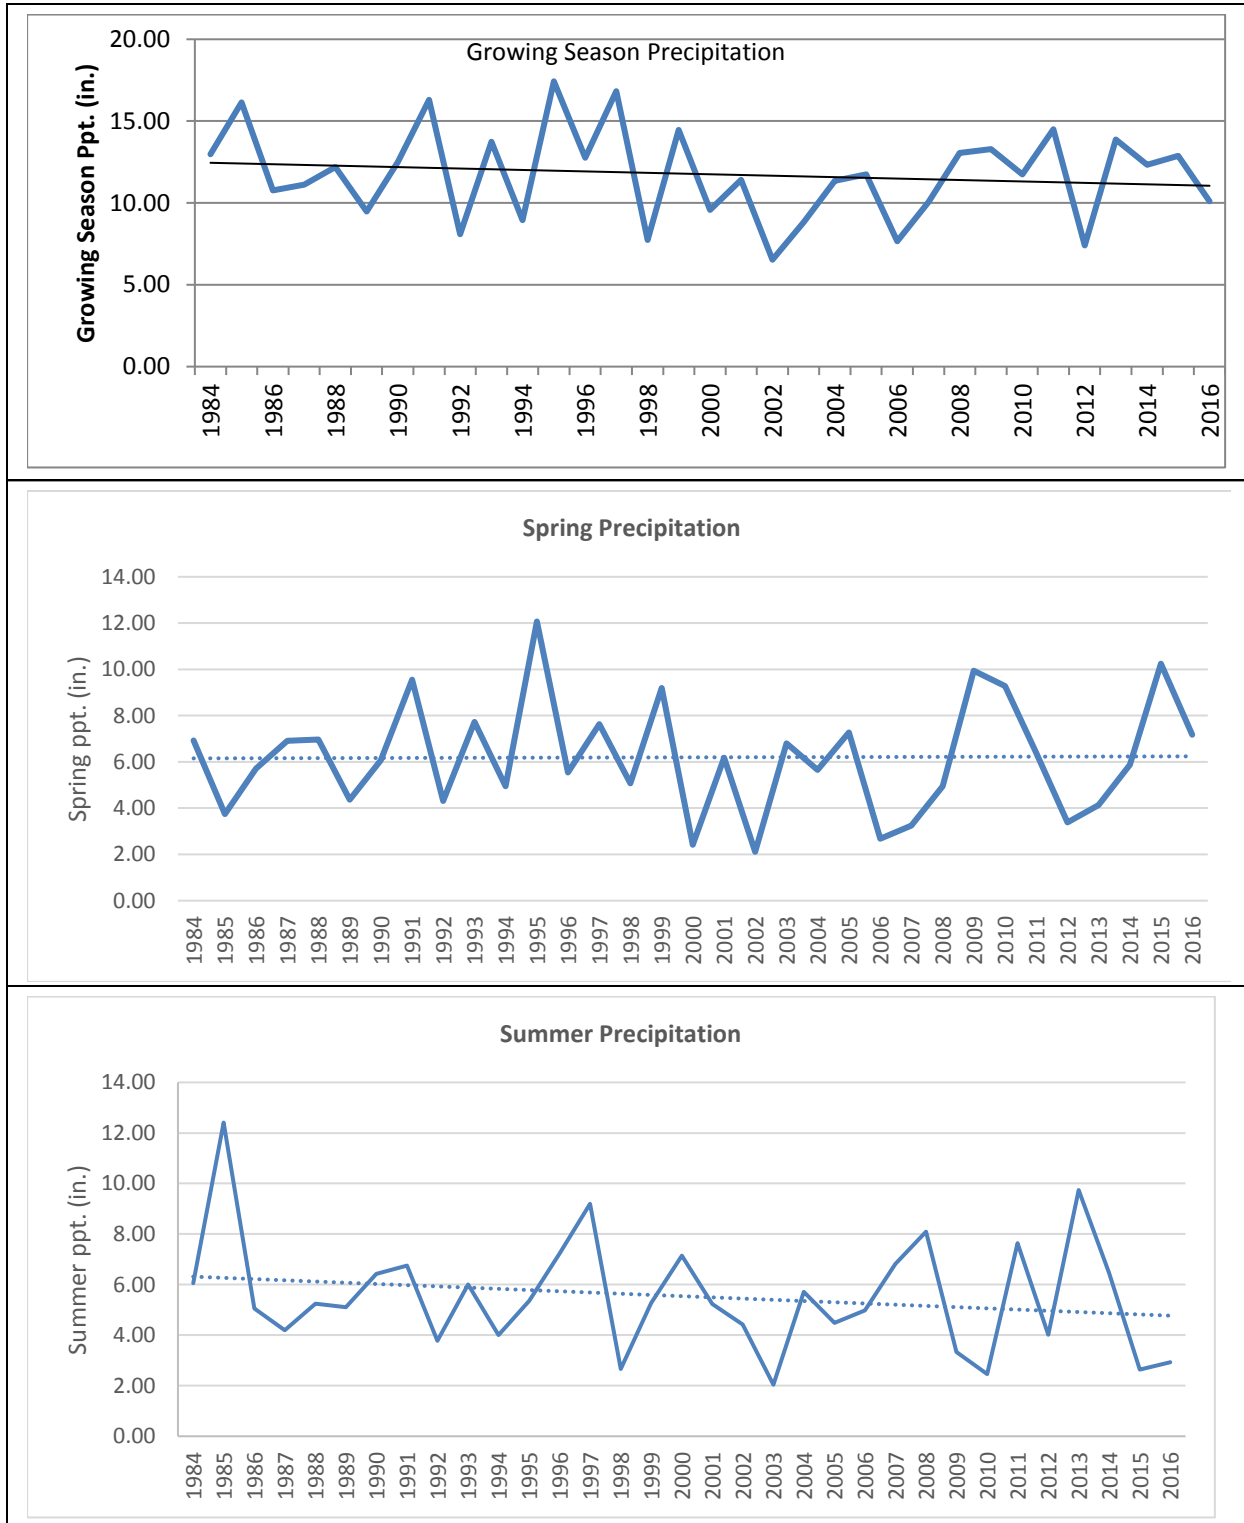 Growing Season Precipitation
Growing Season Ppt. (in.)
20.00
15.00
10.00
5.00
0.00
1984 1986 1988 1990 1992 1994 1996 1998 2000 2002 2004 2006 2008 2010 2012 2014 2016
Spring Precipitation
Spring ppt. (in.)
14.00
12.00
10.00
8.00
6.00
4.00
2.00
0.00
1984 1985 1986 1987 1988 1989 1990 1991 1992 1993 1994 1995 1996 1997 1998 1999 2000 2001 2002 2003 2004 2005 2006 2007 2008 2009 2010 2011 2012 2013 2014 2015 2016
Summer Precipitation
Summer ppt. (in.)
14.00
12.00
10.00
8.00
6.00
4.00
2.00
0.00
1984 1985 1986 1987 1988 1989 1990 1991 1992 1993 1994 1995 1996 1997 1998 1999 2000 2001 2002 2003 2004 2005 2006 2007 2008 2009 2010 2011 2012 2013 2014 2015 2016